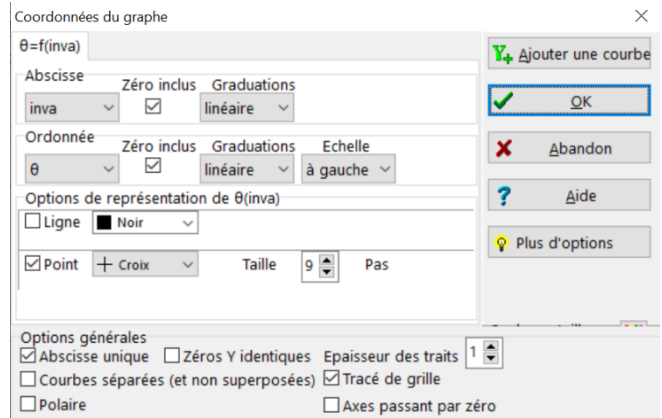 Coordonnées du graphe
θ=f(inva)
Abscisse
Zéro inclus Graduations
inva linéaire
Ordonnée
Zéro inclus Graduations Echelle
θ linéaire à gauche
Options de représentation de θ(inva)
Ligne Noir
Point Croix Taille 9 Pas
Ajouter une courbe
OK
Abandon
Aide
Plus d'options
Options générales
Abscisse unique Zéros Y identiques Epaisseur des traits 1
Courbes séparées (et non superposées) Tracé de grille
Polaire Axes passant par zéro